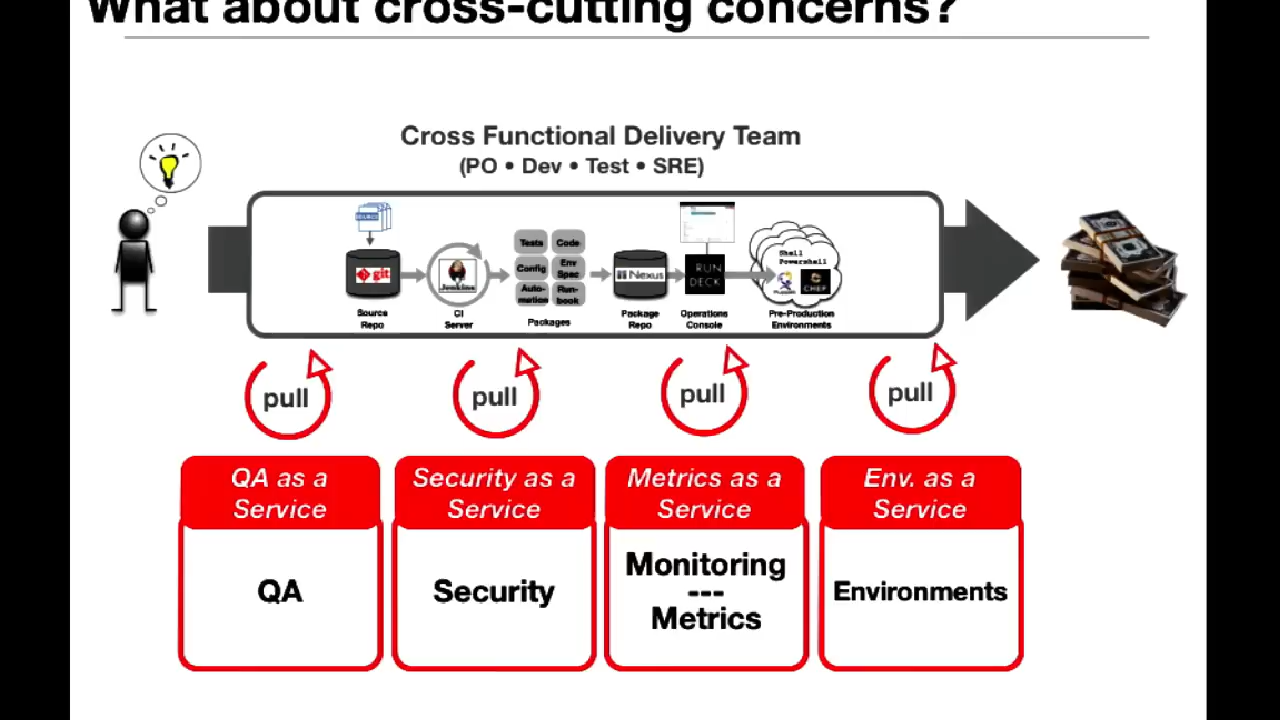 What about cross-cutting concerns?
Cross Functional Delivery Team
(PO • Dev • Test • SRE)
git
Source
Repo
Jenkins
CI
Server
Tests
Code
Config
Env
Spec
Auto-
mation
Run-
book
Packages
Nexus
Package
Repo
RUN
DECK
Operations
Console
Shell
Powershell
Puppet
CHEF
Pre-Production
Environments
pull
pull
pull
pull
QA as a
Service
QA
Security as a
Service
Security
Metrics as a
Service
Monitoring
---
Metrics
Env. as a
Service
Environments